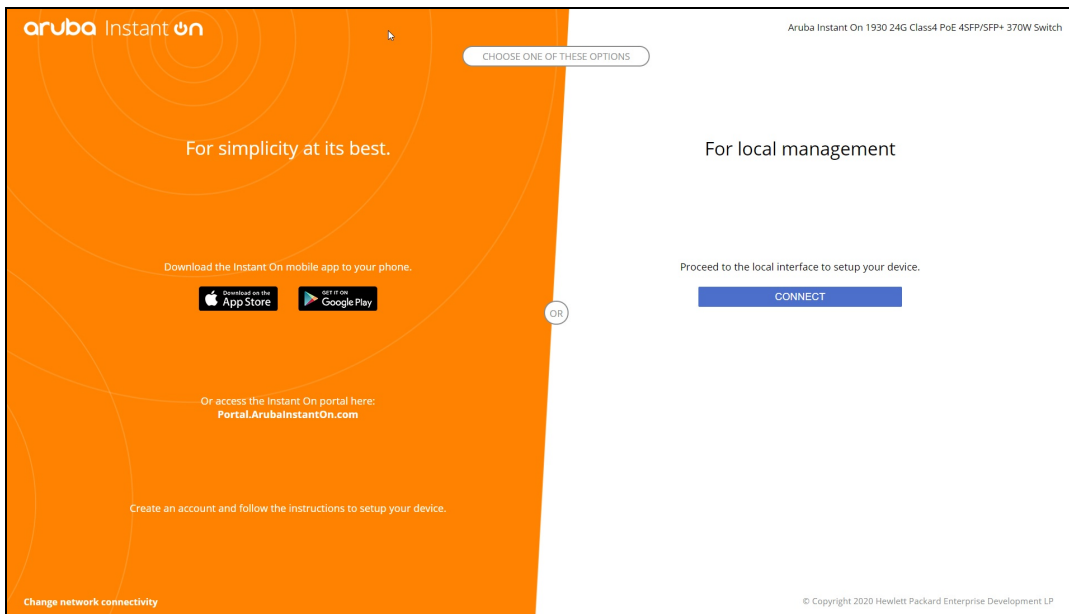 aruba Instant on
Aruba Instant On 1930 24G Class4 PoE 4SFP/SFP+ 370W Switch
CHOOSE ONE OF THESE OPTIONS
For simplicity at its best.
Download the Instant On mobile app to your phone.
Download on the
App Store
GET IT ON
Google Play
Or access the Instant On portal here:
Portal.ArubaInstantOn.com
Create an account and follow the instructions to setup your device.
Change network connectivity
OR
For local management
Proceed to the local interface to setup your device.
CONNECT
© Copyright 2020 Hewlett Packard Enterprise Development LP